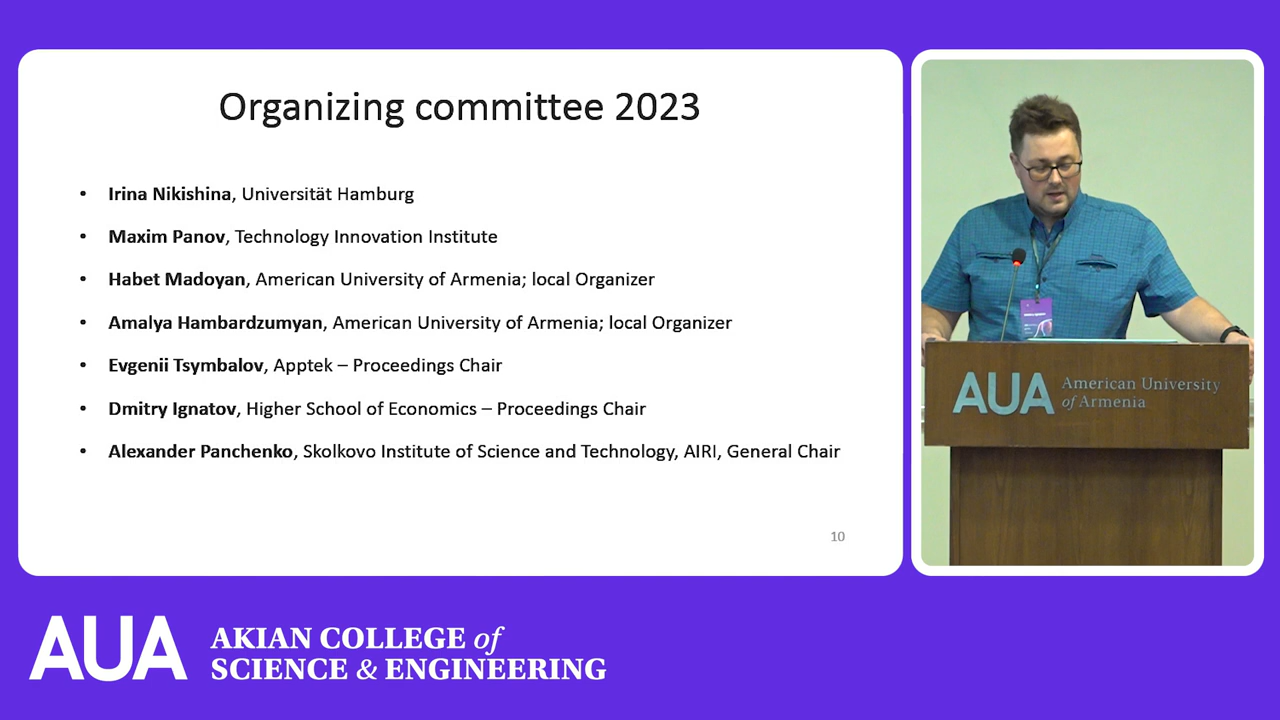 Organizing committee 2023
• Irina Nikishina, Universität Hamburg
• Maxim Panov, Technology Innovation Institute
• Habet Madoyan, American University of Armenia; local Organizer
• Amalya Hambardzumyan, American University of Armenia; local Organizer
• Evgenii Tsymbalov, Apptek – Proceedings Chair
• Dmitry Ignatov, Higher School of Economics – Proceedings Chair
• Alexander Panchenko, Skolkovo Institute of Science and Technology, AIRI, General Chair
10
AUA American University
of Armenia
AUA AKIAN COLLEGE of
SCIENCE & ENGINEERING